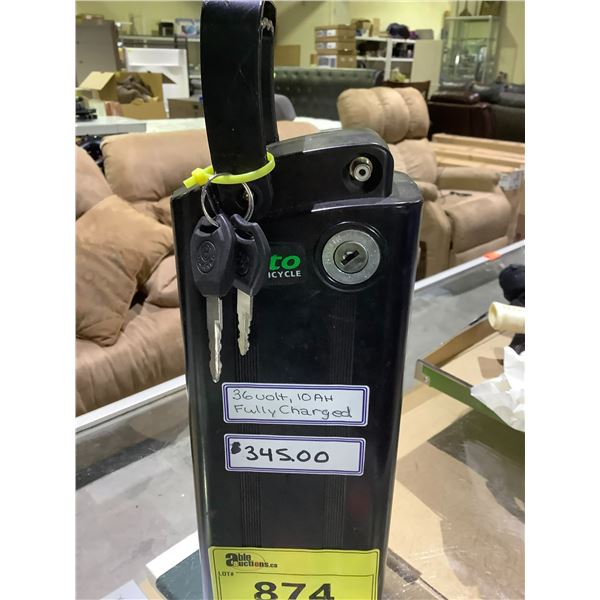 to
ICYCLE
36 volt, 10 AH
Fully Charged
$345.00
able
auctions.ca
LOT#
874